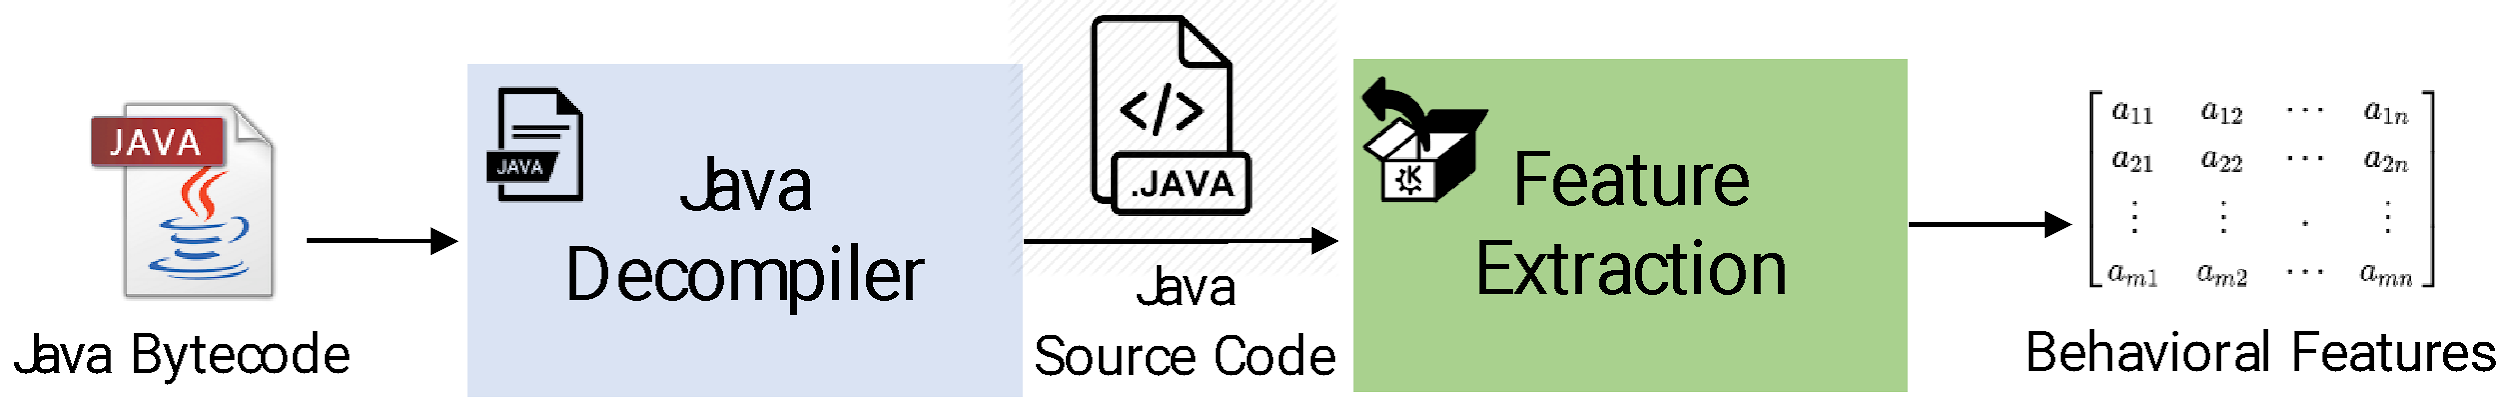 JAVA
Java Bytecode
JAVA
Java
Decompiler
</>
.JAVA
Java
Source Code
K
Feature
Extraction
a11 a12 ⋯ a1n
a21 a22 ⋯ a2n
⋮ ⋮ . ⋮
am1 am2 ⋯ amn
Behavioral Features